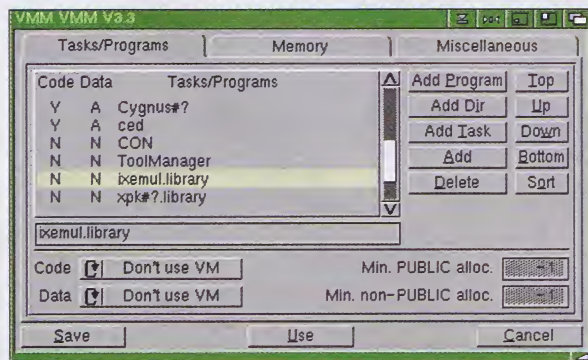 VMM VMM V3.3
Tasks/Programs Memory Miscellaneous
Code Data Tasks/Programs
Y A Cygnus#?
Y A ced
N N CON
N N ToolManager
N N ixemul.library
N N xpk#?.library
ixemul.library
Add Program Top
Add Dir Up
Add Task Down
Add Bottom
Delete Sort
Code Don't use VM Min. PUBLIC alloc. -1
Data Don't use VM Min. non-PUBLIC alloc. -1
Save Use Cancel